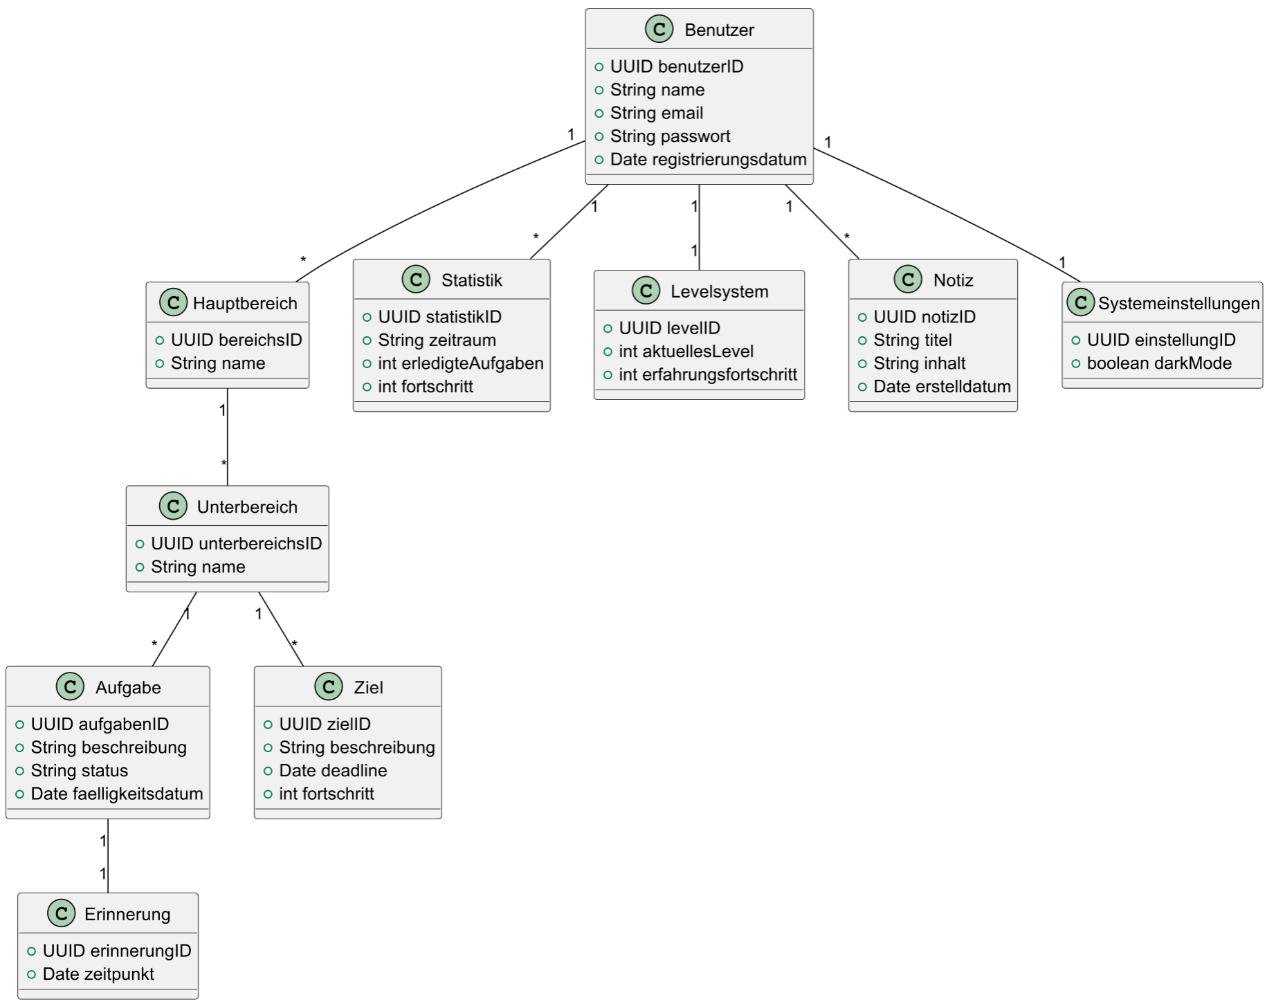 C Benutzer
UUID benutzerID
String name
String email
String passwort
Date registrierungsdatum
1
1
1
1
1
*
*
1
*
1
C Hauptbereich
UUID bereichsID
String name
C Statistik
UUID statistikID
String zeitraum
int erledigteAufgaben
int fortschritt
C Levelsystem
UUID levelID
int aktuellesLevel
int erfahrungsfortschritt
C Notiz
UUID notizID
String titel
String inhalt
Date erstelldatum
C Systemeinstellungen
UUID einstellungID
boolean darkMode
1
*
C Unterbereich
UUID unterbereichsID
String name
1
1
*
*
C Aufgabe
UUID aufgabenID
String beschreibung
String status
Date faelligkeitsdatum
C Ziel
UUID zielID
String beschreibung
Date deadline
int fortschritt
1
1
C Erinnerung
UUID erinnerungID
Date zeitpunkt